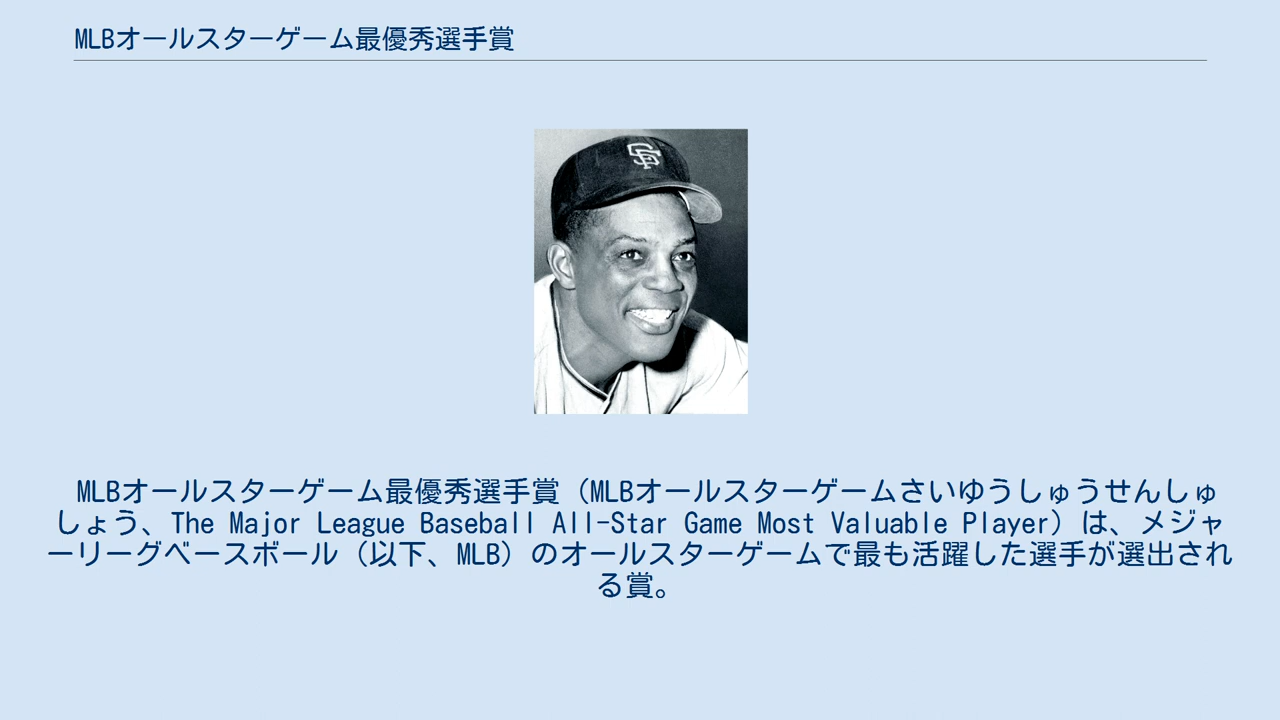 MLBオールスターゲーム最優秀選手賞
SF
MLBオールスターゲーム最優秀選手賞（MLBオールスターゲームさいゆうしゅうせんしゅ
しょう、The Major League Baseball All-Star Game Most Valuable Player）は、メジャ
ーリーグベースボール（以下、MLB）のオールスターゲームで最も活躍した選手が選出され
る賞。